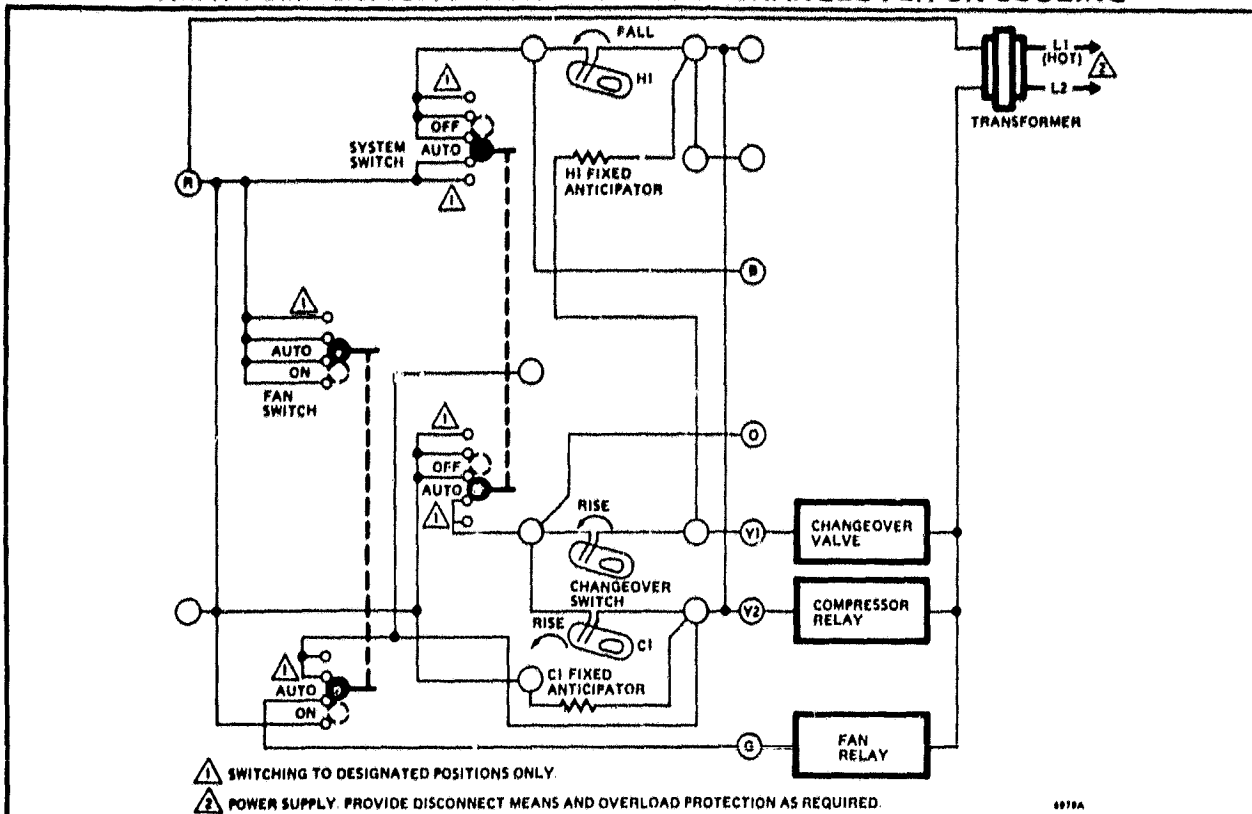 FALL
H1
L1
(HOT)
2
L2
TRANSFORMER
1
OFF
AUTO
SYSTEM
SWITCH
1
H1 FIXED
ANTICIPATOR
R
B
1
AUTO
ON
FAN
SWITCH
1
OFF
AUTO
1
O
RISE
Y1
CHANGEOVER
VALVE
CHANGEOVER
SWITCH
Y2
COMPRESSOR
RELAY
RISE
C1
C1 FIXED
ANTICIPATOR
1
AUTO
ON
G
FAN
RELAY
1 SWITCHING TO DESIGNATED POSITIONS ONLY.
2 POWER SUPPLY. PROVIDE DISCONNECT MEANS AND OVERLOAD PROTECTION AS REQUIRED.